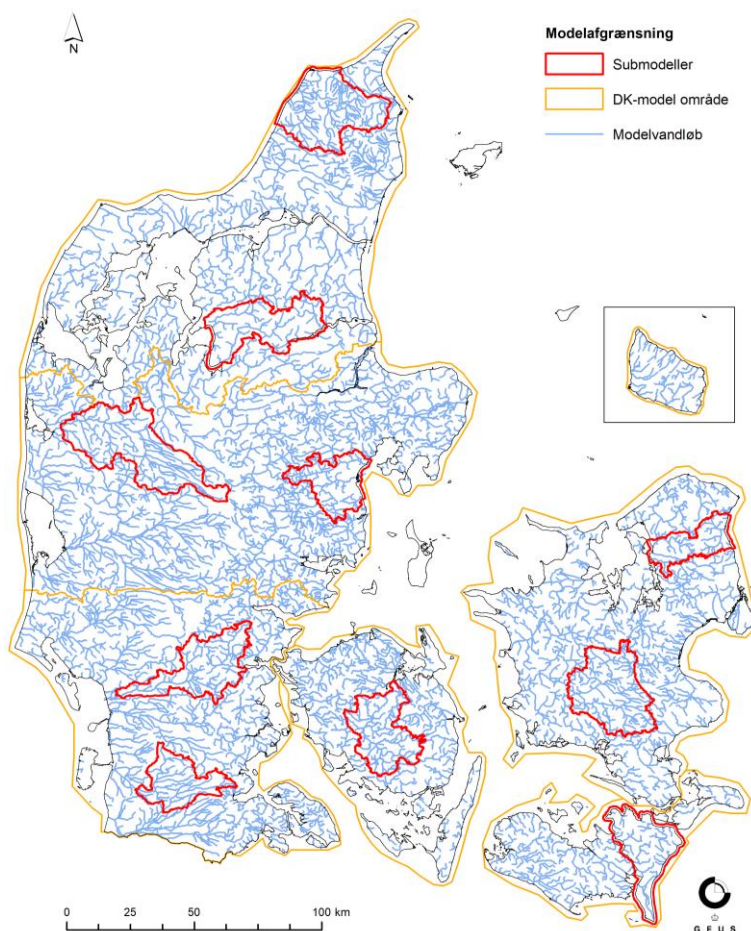 N
Modelafgrænsning
Submodeller
DK-model område
Modelvandløb
0 25 50 100 km
G E U S